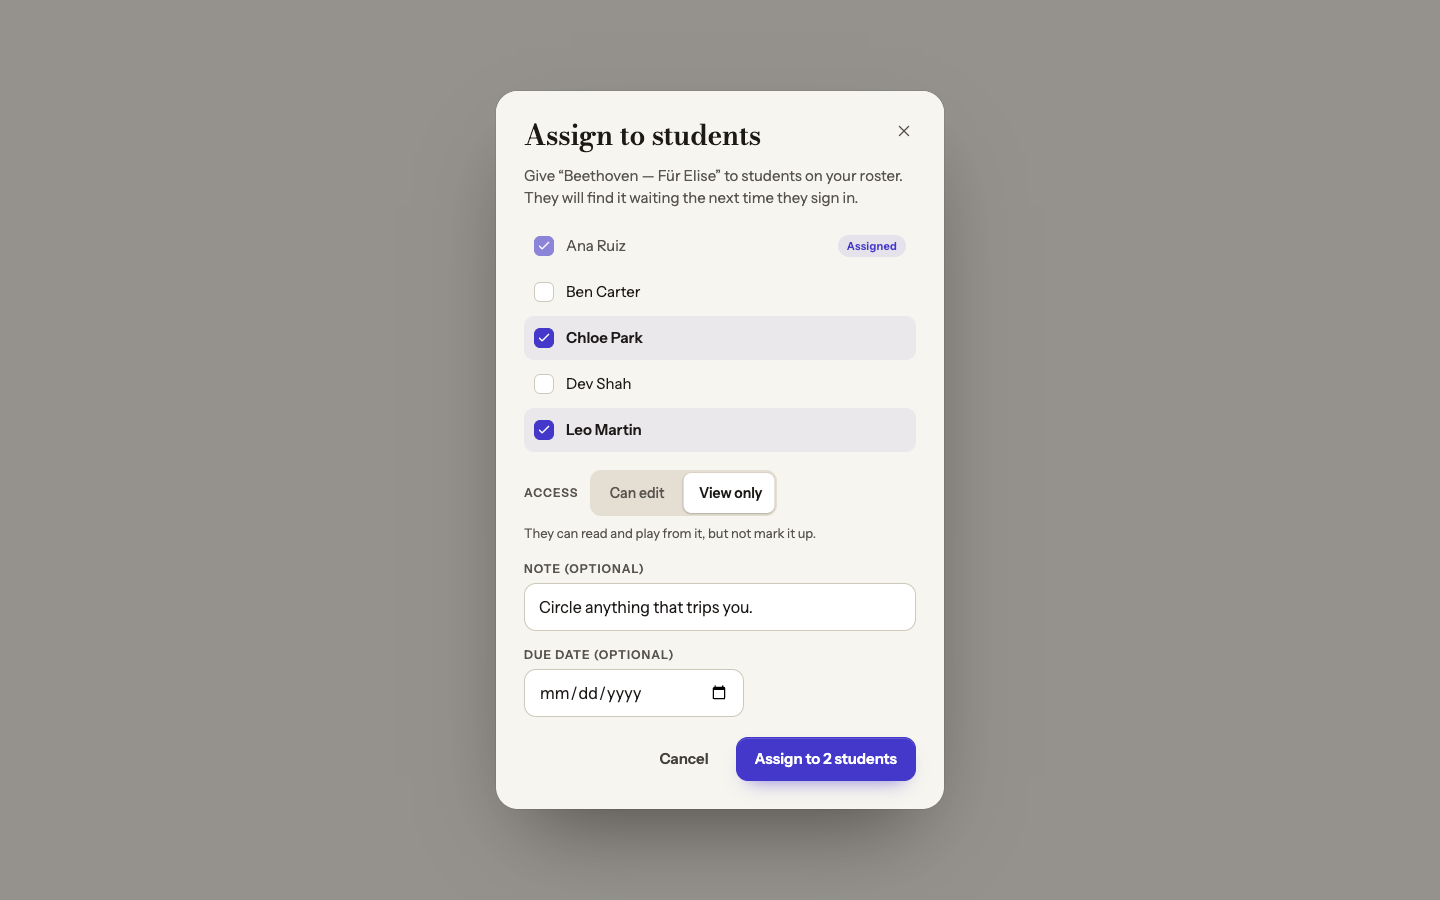 Assign to students
Give “Beethoven — Für Elise” to students on your roster.
They will find it waiting the next time they sign in.
Ana Ruiz
Assigned
Ben Carter
Chloe Park
Dev Shah
Leo Martin
ACCESS
Can edit
View only
They can read and play from it, but not mark it up.
NOTE (OPTIONAL)
Circle anything that trips you.
DUE DATE (OPTIONAL)
mm/dd/yyyy
Cancel
Assign to 2 students